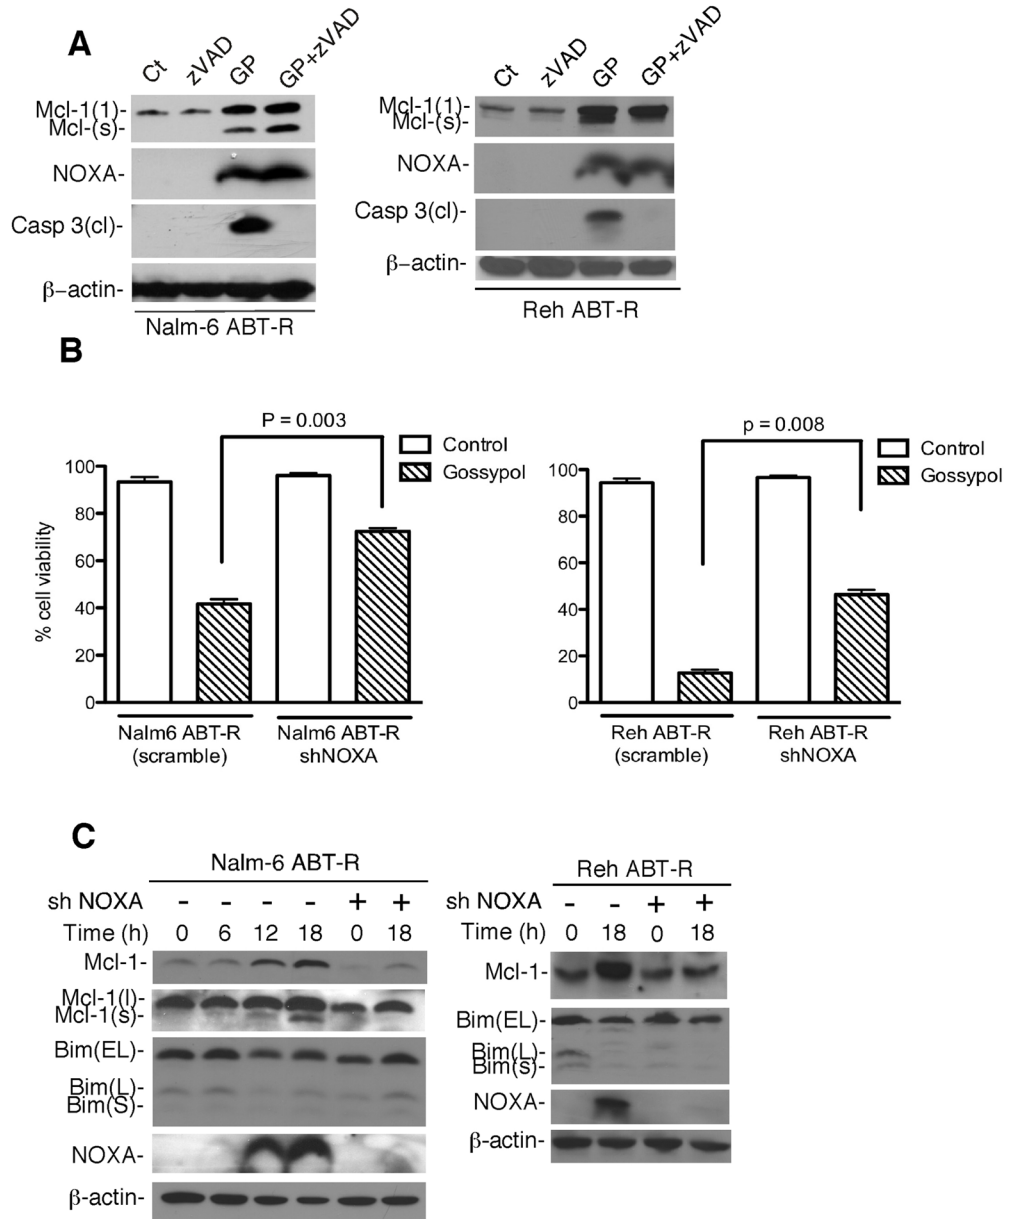 A
Ct zVAD GP GP+zVAD
Mcl-1(1)-
Mcl-(s)-
NOXA-
Casp 3(cl)-
β–actin-
Nalm-6 ABT-R
Ct zVAD GP GP+zVAD
Mcl-1(1)-
Mcl-(s)-
NOXA-
Casp 3(cl)-
β–actin-
Reh ABT-R
B
P = 0.003
Control
Gossypol
% cell viability
100
80
60
40
20
0
Nalm6 ABT-R
(scramble)
Nalm6 ABT-R
shNOXA
p = 0.008
Control
Gossypol
100
80
60
40
20
0
Reh ABT-R
(scramble)
Reh ABT-R
shNOXA
C
Nalm-6 ABT-R
sh NOXA - - - - + +
Time (h) 0 6 12 18 0 18
Mcl-1-
Mcl-1(l)-
Mcl-1(s)-
Bim(EL)-
Bim(L)-
Bim(S)-
NOXA-
β-actin-
Reh ABT-R
sh NOXA - - + +
Time (h) 0 18 0 18
Mcl-1-
Bim(EL)-
Bim(L)-
Bim(s)-
NOXA-
β-actin-